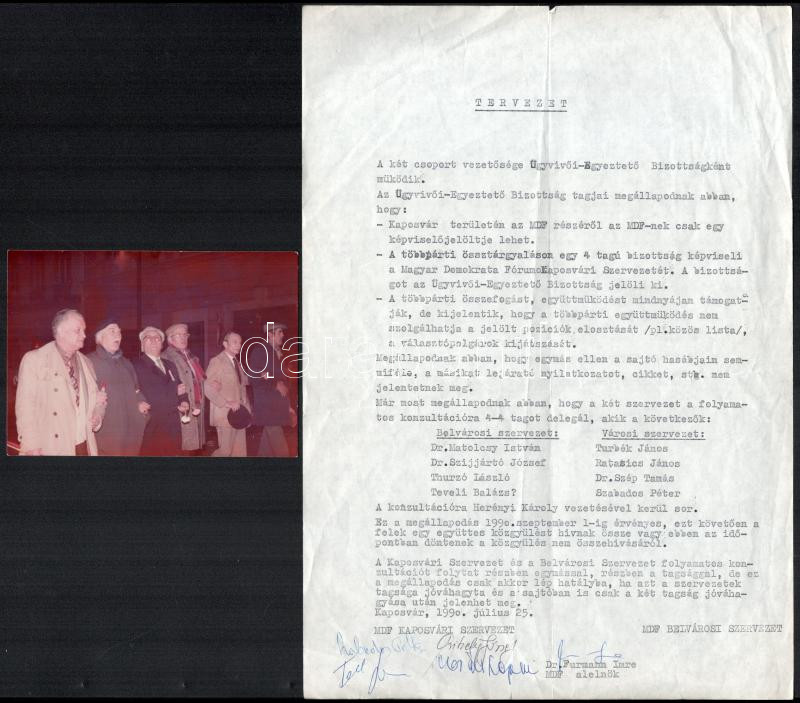 TERVEZET
A két csoport vezetősége Ügyvivői-Egyeztető Bizottságként
működik.
Az Ügyvivői-Egyeztető Bizottság tagjai megállapodnak abban,
hogy:
- Kaposvár területén az MDF részéről az MDF-nek csak egy
képviselőjelöltje lehet.
- A többpárti össztárgyaláson egy 4 tagú bizottság képviseli
a Magyar Demokrata FórumoKaposvári Szervezetét. A bizottsá-
got az Ügyvivői-Egyeztető Bizottság jelöli ki.
- A többpárti összefogást, együttműködést mindnyájam támogat-
ják, de kijelentik, hogy a többpárti együttműködés nem
szolgálhatja a jelölt poziciók elosztását /pl.közös lista/,
a választópolgárok kijátszását.
Megállapodnak abban, hogy egymás ellen a sajtó hasábjain sem-
miféle, a másikat lejárató nyilatkozatot, cikket, stb. nem
jelentetnek meg.
Már most megállapodnak abban, hogy a két szervezet a folyama-
tos konzultációra 4-4 tagot delegál, akik a következők:
Belvárosi szervezet: Városi szervezet:
Dr.Matolcsy István Turbék János
Dr.Szijjártó József Ratasics János
Thurzó László Dr.Szép Tamás
Teveli Balázs? Szabados Péter
A konzultációra Herényi Károly vezetésével kerül sor.
Ez a megállapodás 1990.szeptember 1-ig érvényes, ezt követően a
felek egy együttes közgyülést hívnak össze vagy ebben az idő-
pontban döntenek a közgyülés nem összehivásáról.
A Kaposvári Szervezet és a Belvárosi Szervezet folyamatos kon-
zultációt folytat részben egymással, részben a tagsággal, de ez
a megállapodás csak akkor lép hatályba, ha azt a szervezetek
tagsága jóváhagyta és a sajtóban is csak a két tagság jóváha-
gyása után jelenhet meg.
Kaposvár, 1990. július 25.
MDF KAPOSVÁRI SZERVEZET MDF BELVÁROSI SZERVEZET
Dr.Furmann Imre
MDF alelnök